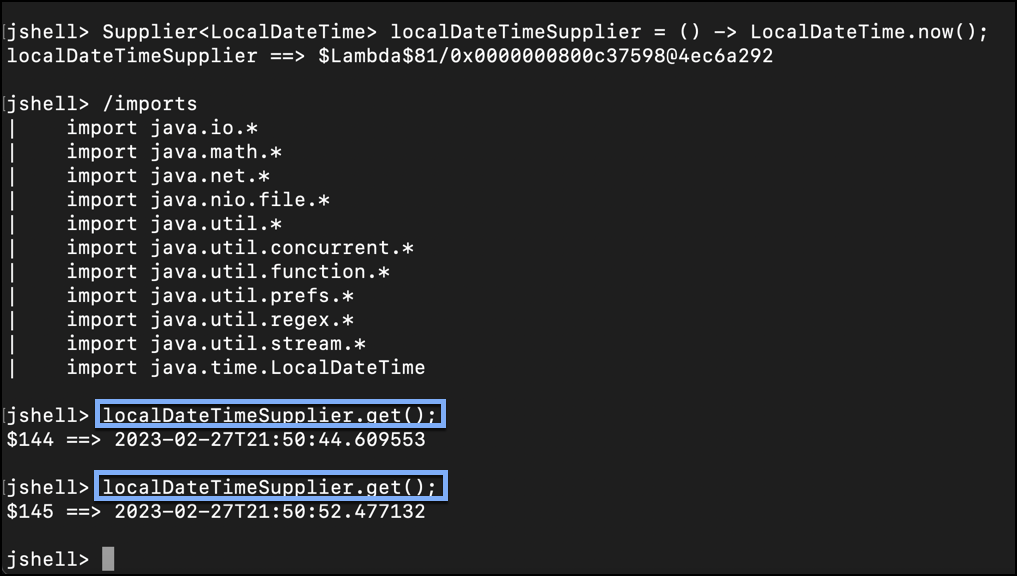 jshell> Supplier<LocalDateTime> localDateTimeSupplier = () -> LocalDateTime.now();
localDateTimeSupplier ==> $Lambda$81/0x0000000800c37598@4ec6a292
jshell> /imports
|    import java.io.*
|    import java.math.*
|    import java.net.*
|    import java.nio.file.*
|    import java.util.*
|    import java.util.concurrent.*
|    import java.util.function.*
|    import java.util.prefs.*
|    import java.util.regex.*
|    import java.util.stream.*
|    import java.time.LocalDateTime
jshell> localDateTimeSupplier.get();
$144 ==> 2023-02-27T21:50:44.609553
jshell> localDateTimeSupplier.get();
$145 ==> 2023-02-27T21:50:52.477132
jshell>